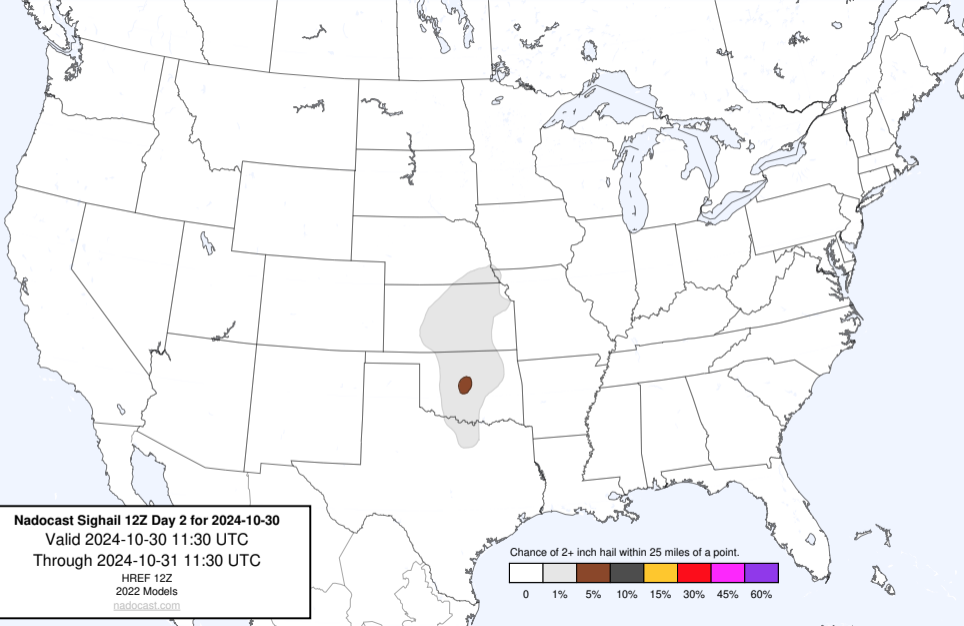 Nadocast Sighail 12Z Day 2 for 2024-10-30
Valid 2024-10-30 11:30 UTC
Through 2024-10-31 11:30 UTC
HREF 12Z
2022 Models
nadocast.com
Chance of 2+ inch hail within 25 miles of a point.
0 1% 5% 10% 15% 30% 45% 60%